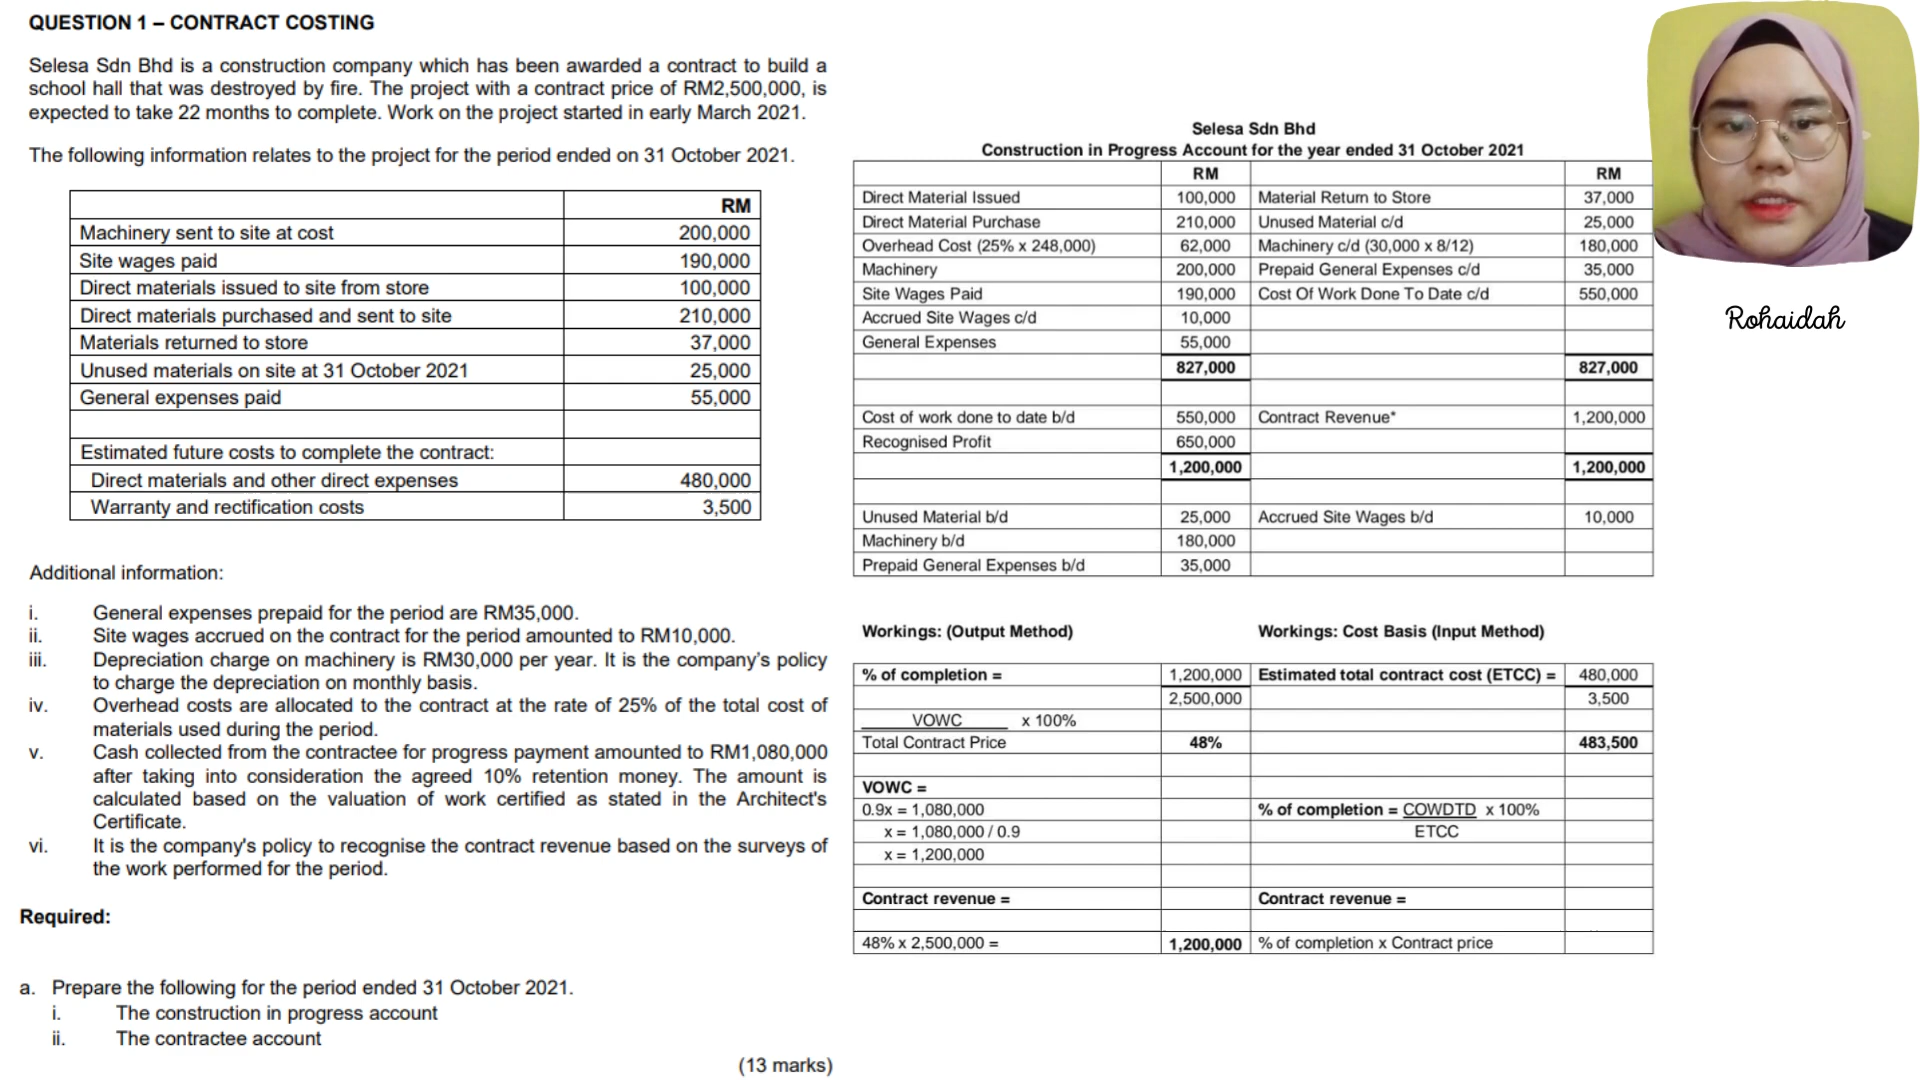 QUESTION 1 – CONTRACT COSTING
Selesa Sdn Bhd is a construction company which has been awarded a contract to build a
school hall that was destroyed by fire. The project with a contract price of RM2,500,000, is
expected to take 22 months to complete. Work on the project started in early March 2021.
The following information relates to the project for the period ended on 31 October 2021.
RM
Machinery sent to site at cost 200,000
Site wages paid 190,000
Direct materials issued to site from store 100,000
Direct materials purchased and sent to site 210,000
Materials returned to store 37,000
Unused materials on site at 31 October 2021 25,000
General expenses paid 55,000
Estimated future costs to complete the contract:
Direct materials and other direct expenses 480,000
Warranty and rectification costs 3,500
Additional information:
i. General expenses prepaid for the period are RM35,000.
ii. Site wages accrued on the contract for the period amounted to RM10,000.
iii. Depreciation charge on machinery is RM30,000 per year. It is the company's policy
to charge the depreciation on monthly basis.
iv. Overhead costs are allocated to the contract at the rate of 25% of the total cost of
materials used during the period.
v. Cash collected from the contractee for progress payment amounted to RM1,080,000
after taking into consideration the agreed 10% retention money. The amount is
calculated based on the valuation of work certified as stated in the Architect's
Certificate.
vi. It is the company's policy to recognise the contract revenue based on the surveys of
the work performed for the period.
Required:
a. Prepare the following for the period ended 31 October 2021.
i. The construction in progress account
ii. The contractee account
(13 marks)
Selesa Sdn Bhd
Construction in Progress Account for the year ended 31 October 2021
RM RM
Direct Material Issued 100,000 Material Return to Store 37,000
Direct Material Purchase 210,000 Unused Material c/d 25,000
Overhead Cost (25% x 248,000) 62,000 Machinery c/d (30,000 x 8/12) 180,000
Machinery 200,000 Prepaid General Expenses c/d 35,000
Site Wages Paid 190,000 Cost Of Work Done To Date c/d 550,000
Accrued Site Wages c/d 10,000
General Expenses 55,000
827,000 827,000
Cost of work done to date b/d 550,000 Contract Revenue* 1,200,000
Recognised Profit 650,000
1,200,000 1,200,000
Unused Material b/d 25,000 Accrued Site Wages b/d 10,000
Machinery b/d 180,000
Prepaid General Expenses b/d 35,000
Workings: (Output Method) Workings: Cost Basis (Input Method)
% of completion = 1,200,000 Estimated total contract cost (ETCC) = 480,000
2,500,000 3,500
VOWC x 100%
Total Contract Price 48% 483,500
VOWC =
0.9x = 1,080,000 % of completion = COWDTD x 100%
x = 1,080,000 / 0.9 ETCC
x = 1,200,000
Contract revenue = Contract revenue =
48% x 2,500,000 = 1,200,000 % of completion x Contract price
Rohaidah